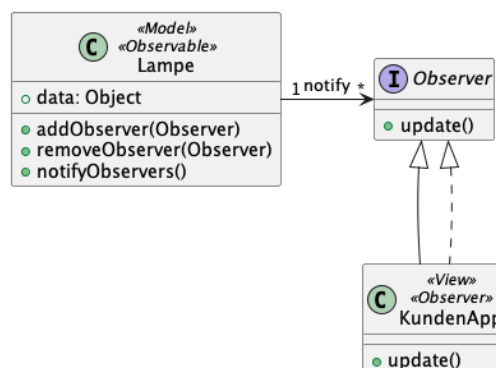 «Model»
«Observable»
C Lampe
data: Object
addObserver(Observer)
removeObserver(Observer)
notifyObservers()
1 notify *
I Observer
update()
«View»
«Observer»
C KundenApp
update()